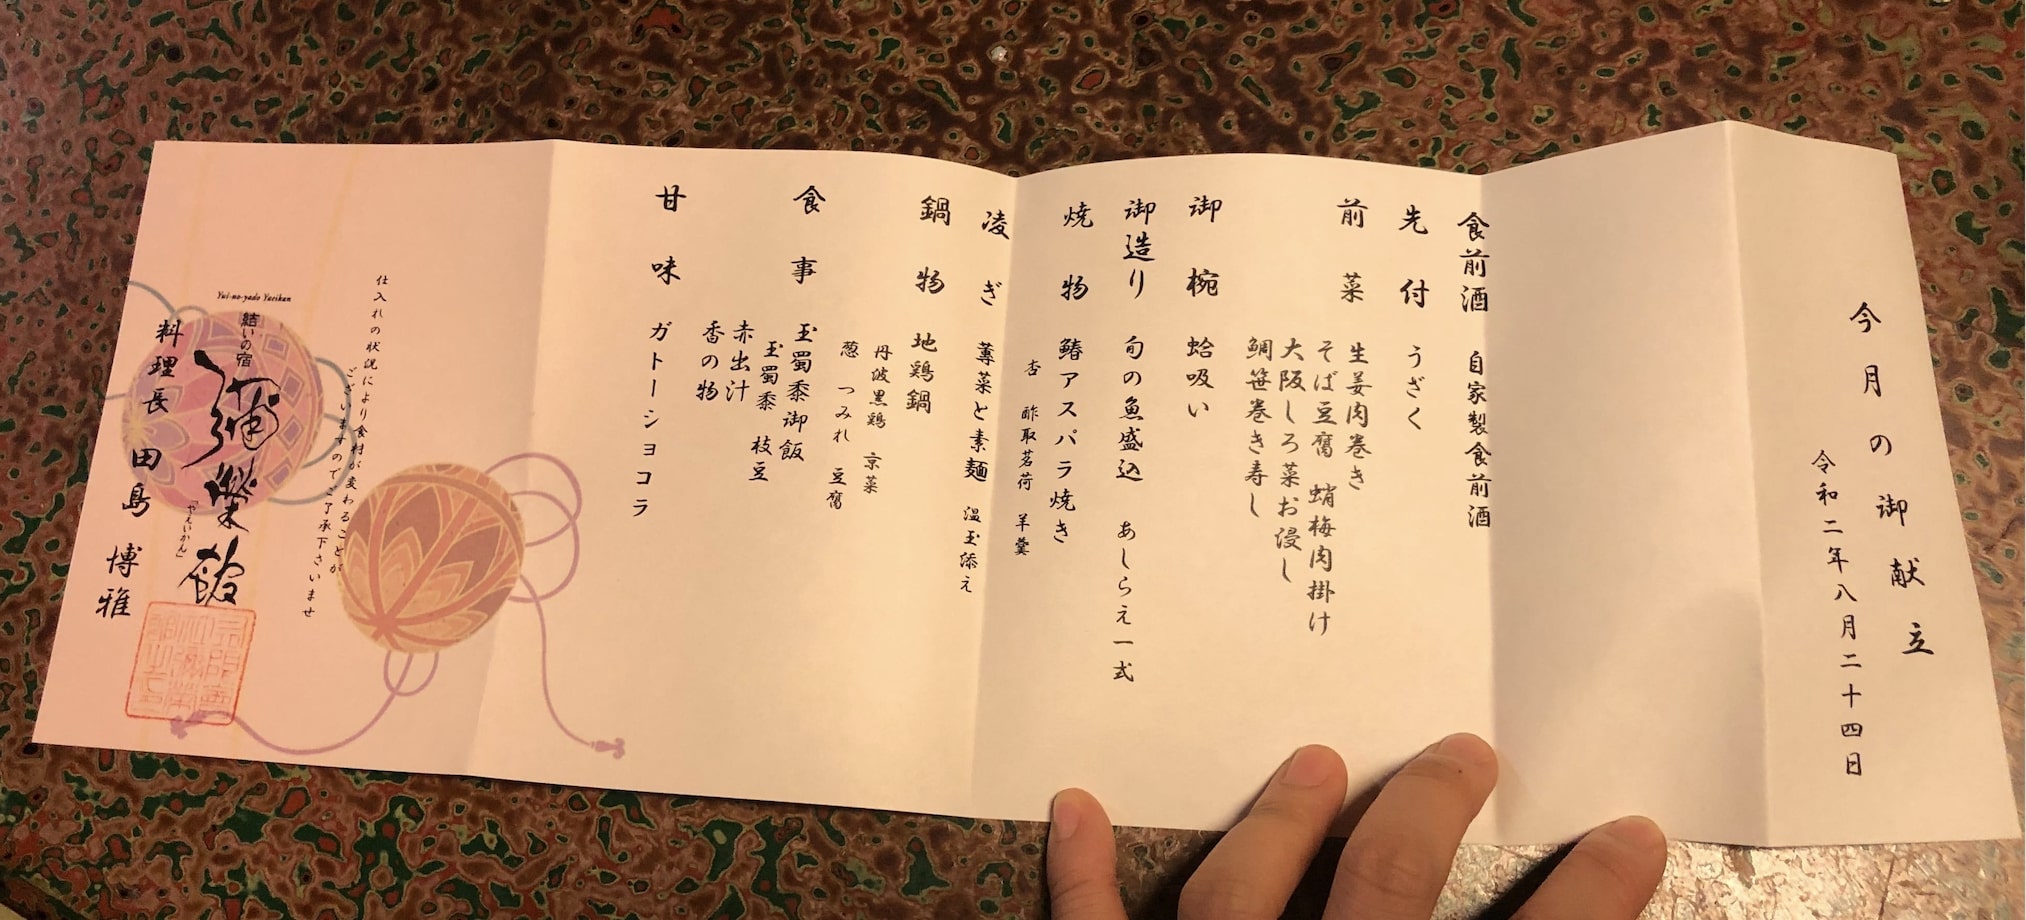 今月の御献立
令和二年八月二十四日
食前酒 自家製食前酒
先付 うざく
前菜 生姜肉巻き
そば豆腐 蛸梅肉掛け
大阪しろ菜お浸し
鯛笹巻き寿し
御椀 蛤吸い
御造り 旬の魚盛込 あしらえ一式
焼物 鰆アスパラ焼き
杏 酢取茗荷 羊羹
凌ぎ 蓴菜と素麺 温玉添え
鍋物 地鶏鍋
丹波黒鶏 京菜
葱 つみれ 豆腐
食事 玉蜀黍御飯
玉蜀黍 枝豆
赤出汁
香の物
甘味 ガトーショコラ
仕入れの状況により食材が変わることが
ございますのでご了承下さいませ
Yui-no-yado Yaeikan
結いの宿
彌榮館
「やえいかん」
料理長 田島 博雅